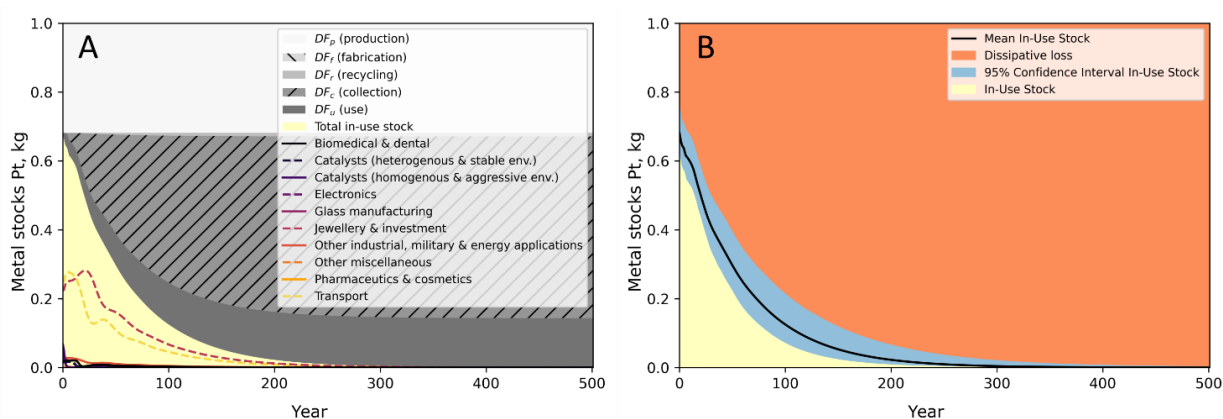 A
Metal stocks Pt, kg
1.0
0.8
0.6
0.4
0.2
0.0
DFp (production)
DFf (fabrication)
DFr (recycling)
DFc (collection)
DFu (use)
Total in-use stock
Biomedical & dental
Catalysts (heterogenous & stable env.)
Catalysts (homogenous & aggressive env.)
Electronics
Glass manufacturing
Jewellery & investment
Other industrial, military & energy applications
Other miscellaneous
Pharmaceutics & cosmetics
Transport
0 100 200 300 400 500
Year
B
Metal stocks Pt, kg
1.0
0.8
0.6
0.4
0.2
0.0
Mean In-Use Stock
Dissipative loss
95% Confidence Interval In-Use Stock
In-Use Stock
0 100 200 300 400 500
Year